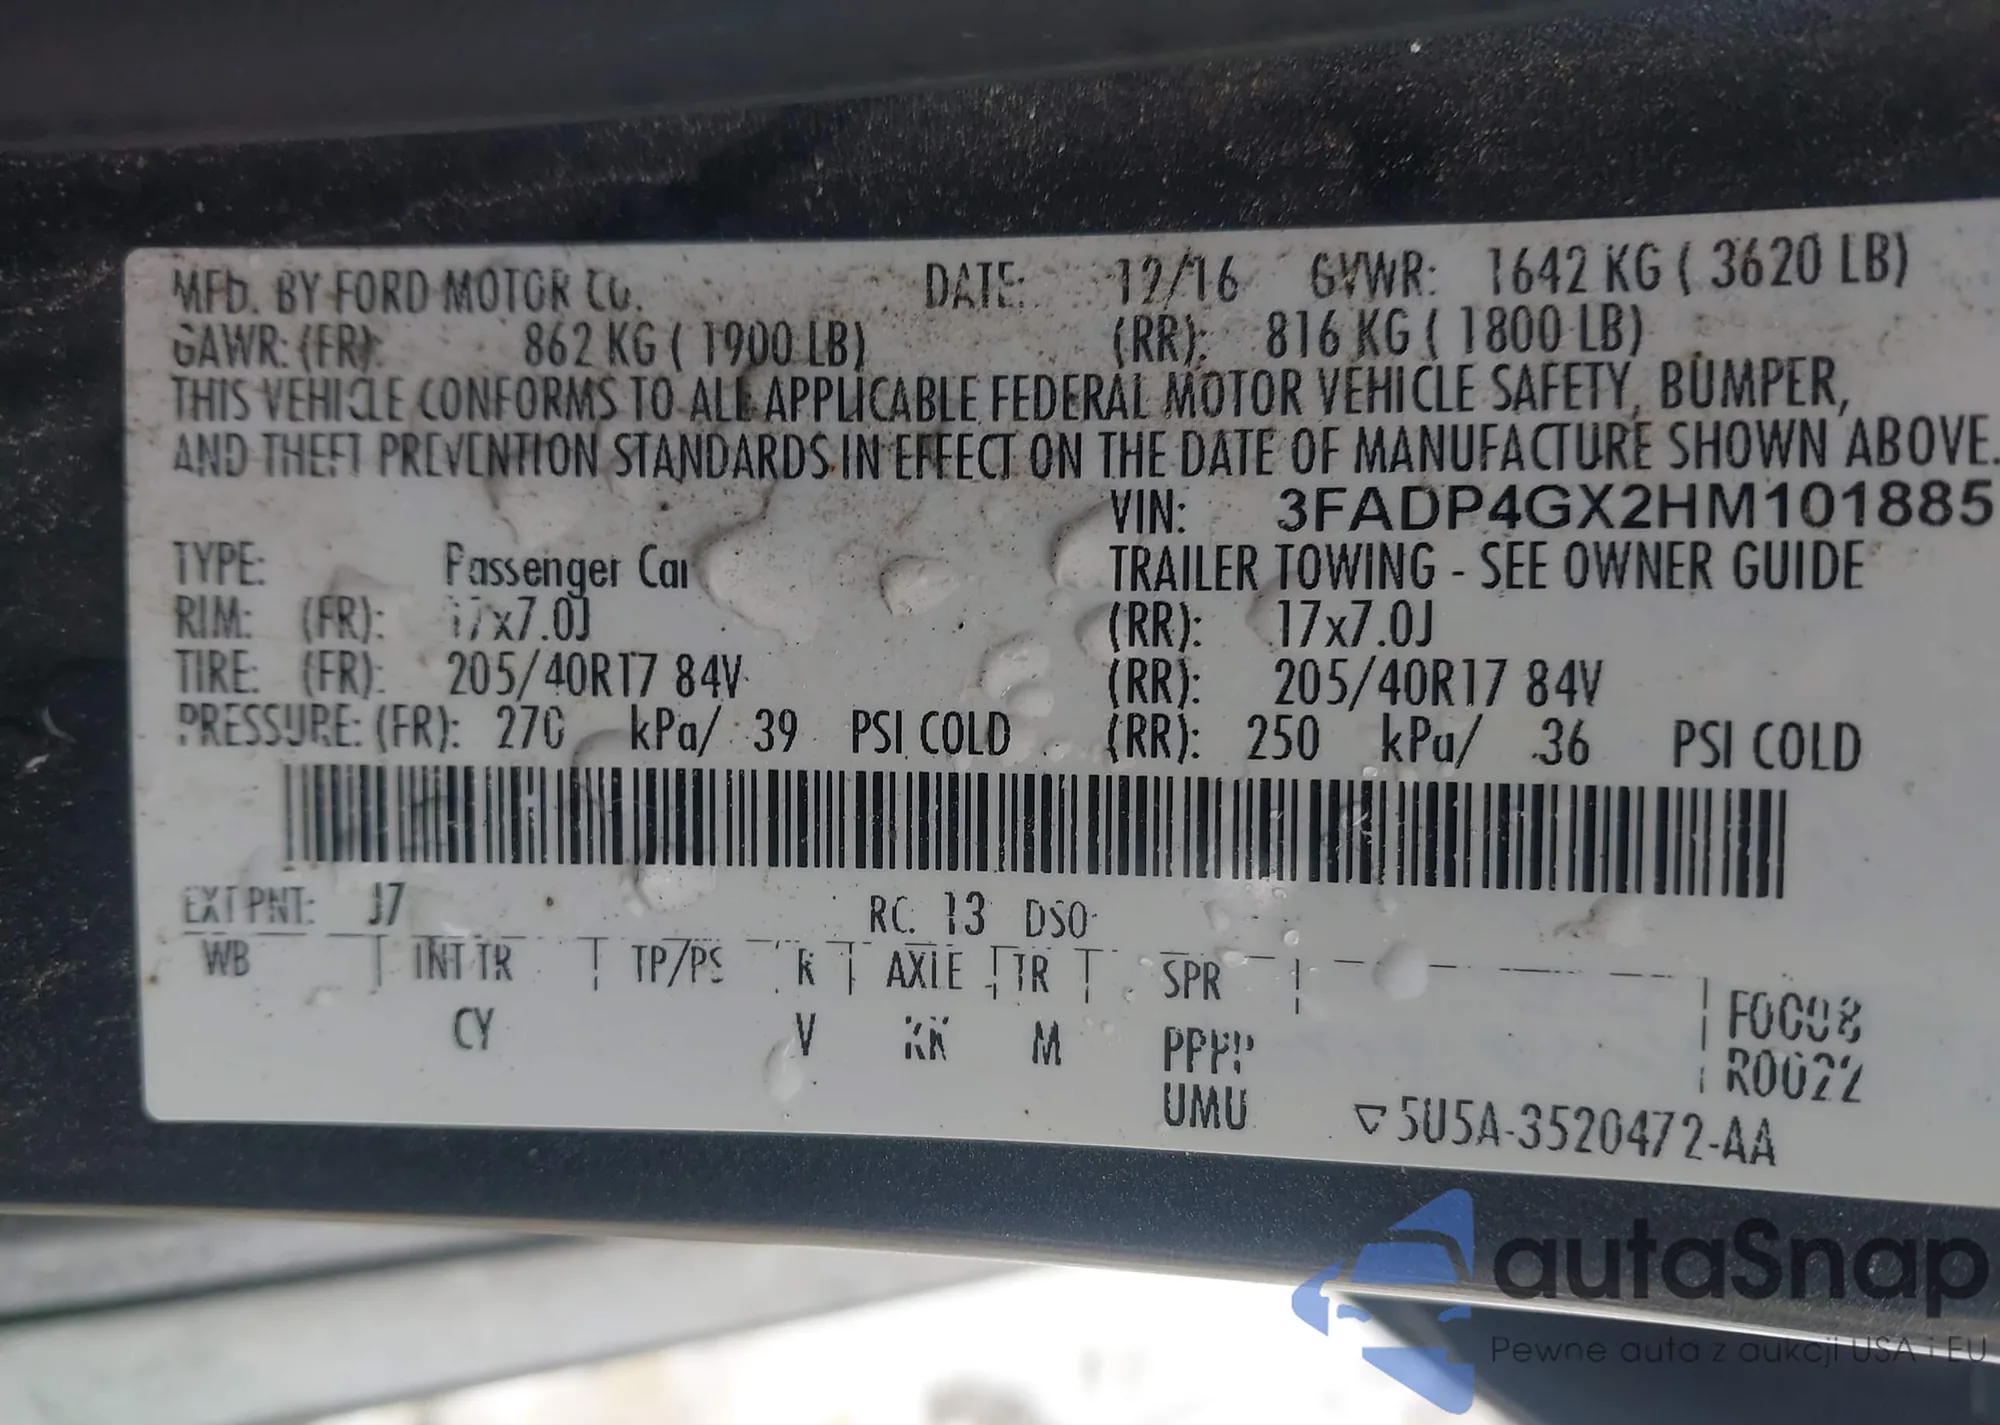 MFD. BY FORD MOTOR CO. DATE: 12/16 GVWR: 1642 KG ( 3620 LB)
GAWR: (FR): 862 KG ( 1900 LB) (RR): 816 KG ( 1800 LB)
THIS VEHICLE CONFORMS TO ALL APPLICABLE FEDERAL MOTOR VEHICLE SAFETY, BUMPER,
AND THEFT PREVENTION STANDARDS IN EFFECT ON THE DATE OF MANUFACTURE SHOWN ABOVE.
VIN: 3FADP4GX2HM101885
TYPE: Passenger Car TRAILER TOWING - SEE OWNER GUIDE
RIM: (FR): 17x7.0J (RR): 17x7.0J
TIRE: (FR): 205/40R17 84V (RR): 205/40R17 84V
PRESSURE: (FR): 270 kPa/ 39 PSI COLD (RR): 250 kPa/ 36 PSI COLD
EXT PNT: J7 RC: 13 DSO:
WB INT TR TP/PS R AXLE TR SPR
CY V KK M PPPP
UMU
F0008
R0022
▽5U5A-3520472-AA
autaSnap
Pewne auta z aukcji USA i EU